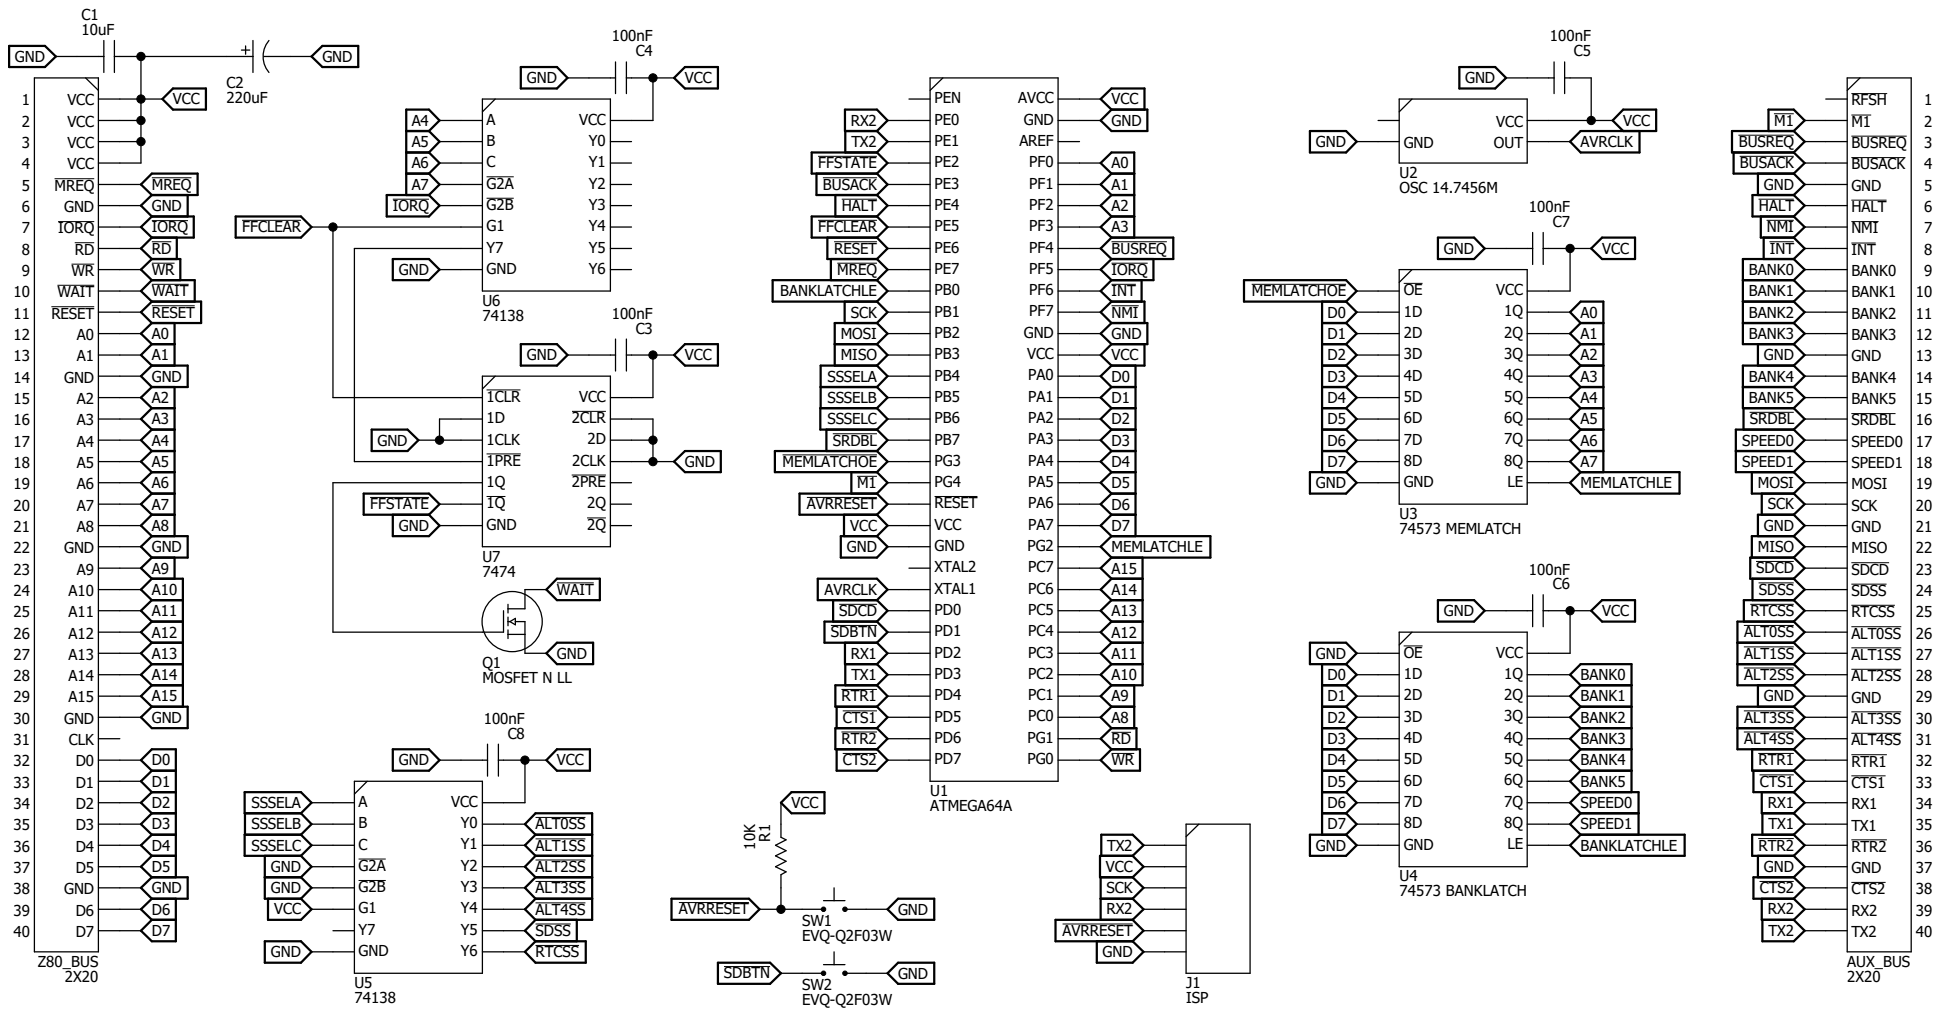 C1
10uF
GND
+
GND
C2
220uF
1 VCC VCC
2 VCC
3 VCC
4 VCC
5 MREQ MREQ
6 GND GND
7 IORQ IORQ
8 RD RD
9 WR WR
10 WAIT WAIT
11 RESET RESET
12 A0 A0
13 A1 A1
14 GND GND
15 A2 A2
16 A3 A3
17 A4 A4
18 A5 A5
19 A6 A6
20 A7 A7
21 A8 A8
22 GND GND
23 A9 A9
24 A10 A10
25 A11 A11
26 A12 A12
27 A13 A13
28 A14 A14
29 A15 A15
30 GND GND
31 CLK
32 D0 D0
33 D1 D1
34 D2 D2
35 D3 D3
36 D4 D4
37 D5 D5
38 GND GND
39 D6 D6
40 D7 D7
Z80_BUS
2X20
100nF
C4
GND VCC
A4 A VCC
A5 B Y0
A6 C Y1
A7 G2A Y2
IORQ G2B Y3
FFCLEAR G1 Y4
Y7 Y5
GND GND Y6
U6
74138
100nF
C3
GND VCC
1CLR VCC
1D 2CLR
GND 1CLK 2D
1PRE 2CLK GND
1Q 2PRE
FFSTATE 1Q 2Q
GND GND 2Q
U7
7474
WAIT
GND
Q1
MOSFET N LL
100nF
C8
GND VCC
SSSELA A VCC
SSSELB B Y0 ALT0SS
SSSELC C Y1 ALT1SS
GND G2A Y2 ALT2SS
GND G2B Y3 ALT3SS
VCC G1 Y4 ALT4SS
Y7 Y5 SDSS
GND GND Y6 RTCSS
U5
74138
PEN AVCC VCC
RX2 PE0 GND GND
TX2 PE1 AREF
FFSTATE PE2 PF0 A0
BUSACK PE3 PF1 A1
HALT PE4 PF2 A2
FFCLEAR PE5 PF3 A3
RESET PE6 PF4 BUSREQ
MREQ PE7 PF5 IORQ
BANKLATCHLE PB0 PF6 INT
SCK PB1 PF7 NMI
MOSI PB2 GND GND
MISO PB3 VCC VCC
SSSELA PB4 PA0 D0
SSSELB PB5 PA1 D1
SSSELC PB6 PA2 D2
SRDBL PB7 PA3 D3
MEMLATCHOE PG3 PA4 D4
M1 PG4 PA5 D5
AVRRESET RESET PA6 D6
VCC VCC PA7 D7
GND GND PG2 MEMLATCHLE
XTAL2 PC7 A15
AVRCLK XTAL1 PC6 A14
SDCD PD0 PC5 A13
SDBTN PD1 PC4 A12
RX1 PD2 PC3 A11
TX1 PD3 PC2 A10
RTR1 PD4 PC1 A9
CTS1 PD5 PC0 A8
RTR2 PD6 PG1 RD
CTS2 PD7 PG0 WR
U1
ATMEGA64A
VCC
10K
R1
AVRRESET GND
SW1
EVQ-Q2F03W
SDBTN GND
SW2
EVQ-Q2F03W
TX2
VCC
SCK
RX2
AVRRESET
GND
J1
ISP
100nF
C5
GND
VCC VCC
GND GND OUT AVRCLK
U2
OSC 14.7456M
100nF
C7
GND VCC
MEMLATCHOE OE VCC
D0 1D 1Q A0
D1 2D 2Q A1
D2 3D 3Q A2
D3 4D 4Q A3
D4 5D 5Q A4
D5 6D 6Q A5
D6 7D 7Q A6
D7 8D 8Q A7
GND GND LE MEMLATCHLE
U3
74573 MEMLATCH
100nF
C6
GND VCC
GND OE VCC
D0 1D 1Q BANK0
D1 2D 2Q BANK1
D2 3D 3Q BANK2
D3 4D 4Q BANK3
D4 5D 5Q BANK4
D5 6D 6Q BANK5
D6 7D 7Q SPEED0
D7 8D 8Q SPEED1
GND GND LE BANKLATCHLE
U4
74573 BANKLATCH
RFSH 1
M1 M1 2
BUSREQ BUSREQ 3
BUSACK BUSACK 4
GND GND 5
HALT HALT 6
NMI NMI 7
INT INT 8
BANK0 BANK0 9
BANK1 BANK1 10
BANK2 BANK2 11
BANK3 BANK3 12
GND GND 13
BANK4 BANK4 14
BANK5 BANK5 15
SRDBL SRDBL 16
SPEED0 SPEED0 17
SPEED1 SPEED1 18
MOSI MOSI 19
SCK SCK 20
GND GND 21
MISO MISO 22
SDCD SDCD 23
SDSS SDSS 24
RTCSS RTCSS 25
ALT0SS ALT0SS 26
ALT1SS ALT1SS 27
ALT2SS ALT2SS 28
GND GND 29
ALT3SS ALT3SS 30
ALT4SS ALT4SS 31
RTR1 RTR1 32
CTS1 CTS1 33
RX1 RX1 34
TX1 TX1 35
RTR2 RTR2 36
GND GND 37
CTS2 CTS2 38
RX2 RX2 39
TX2 TX2 40
AUX_BUS
2X20